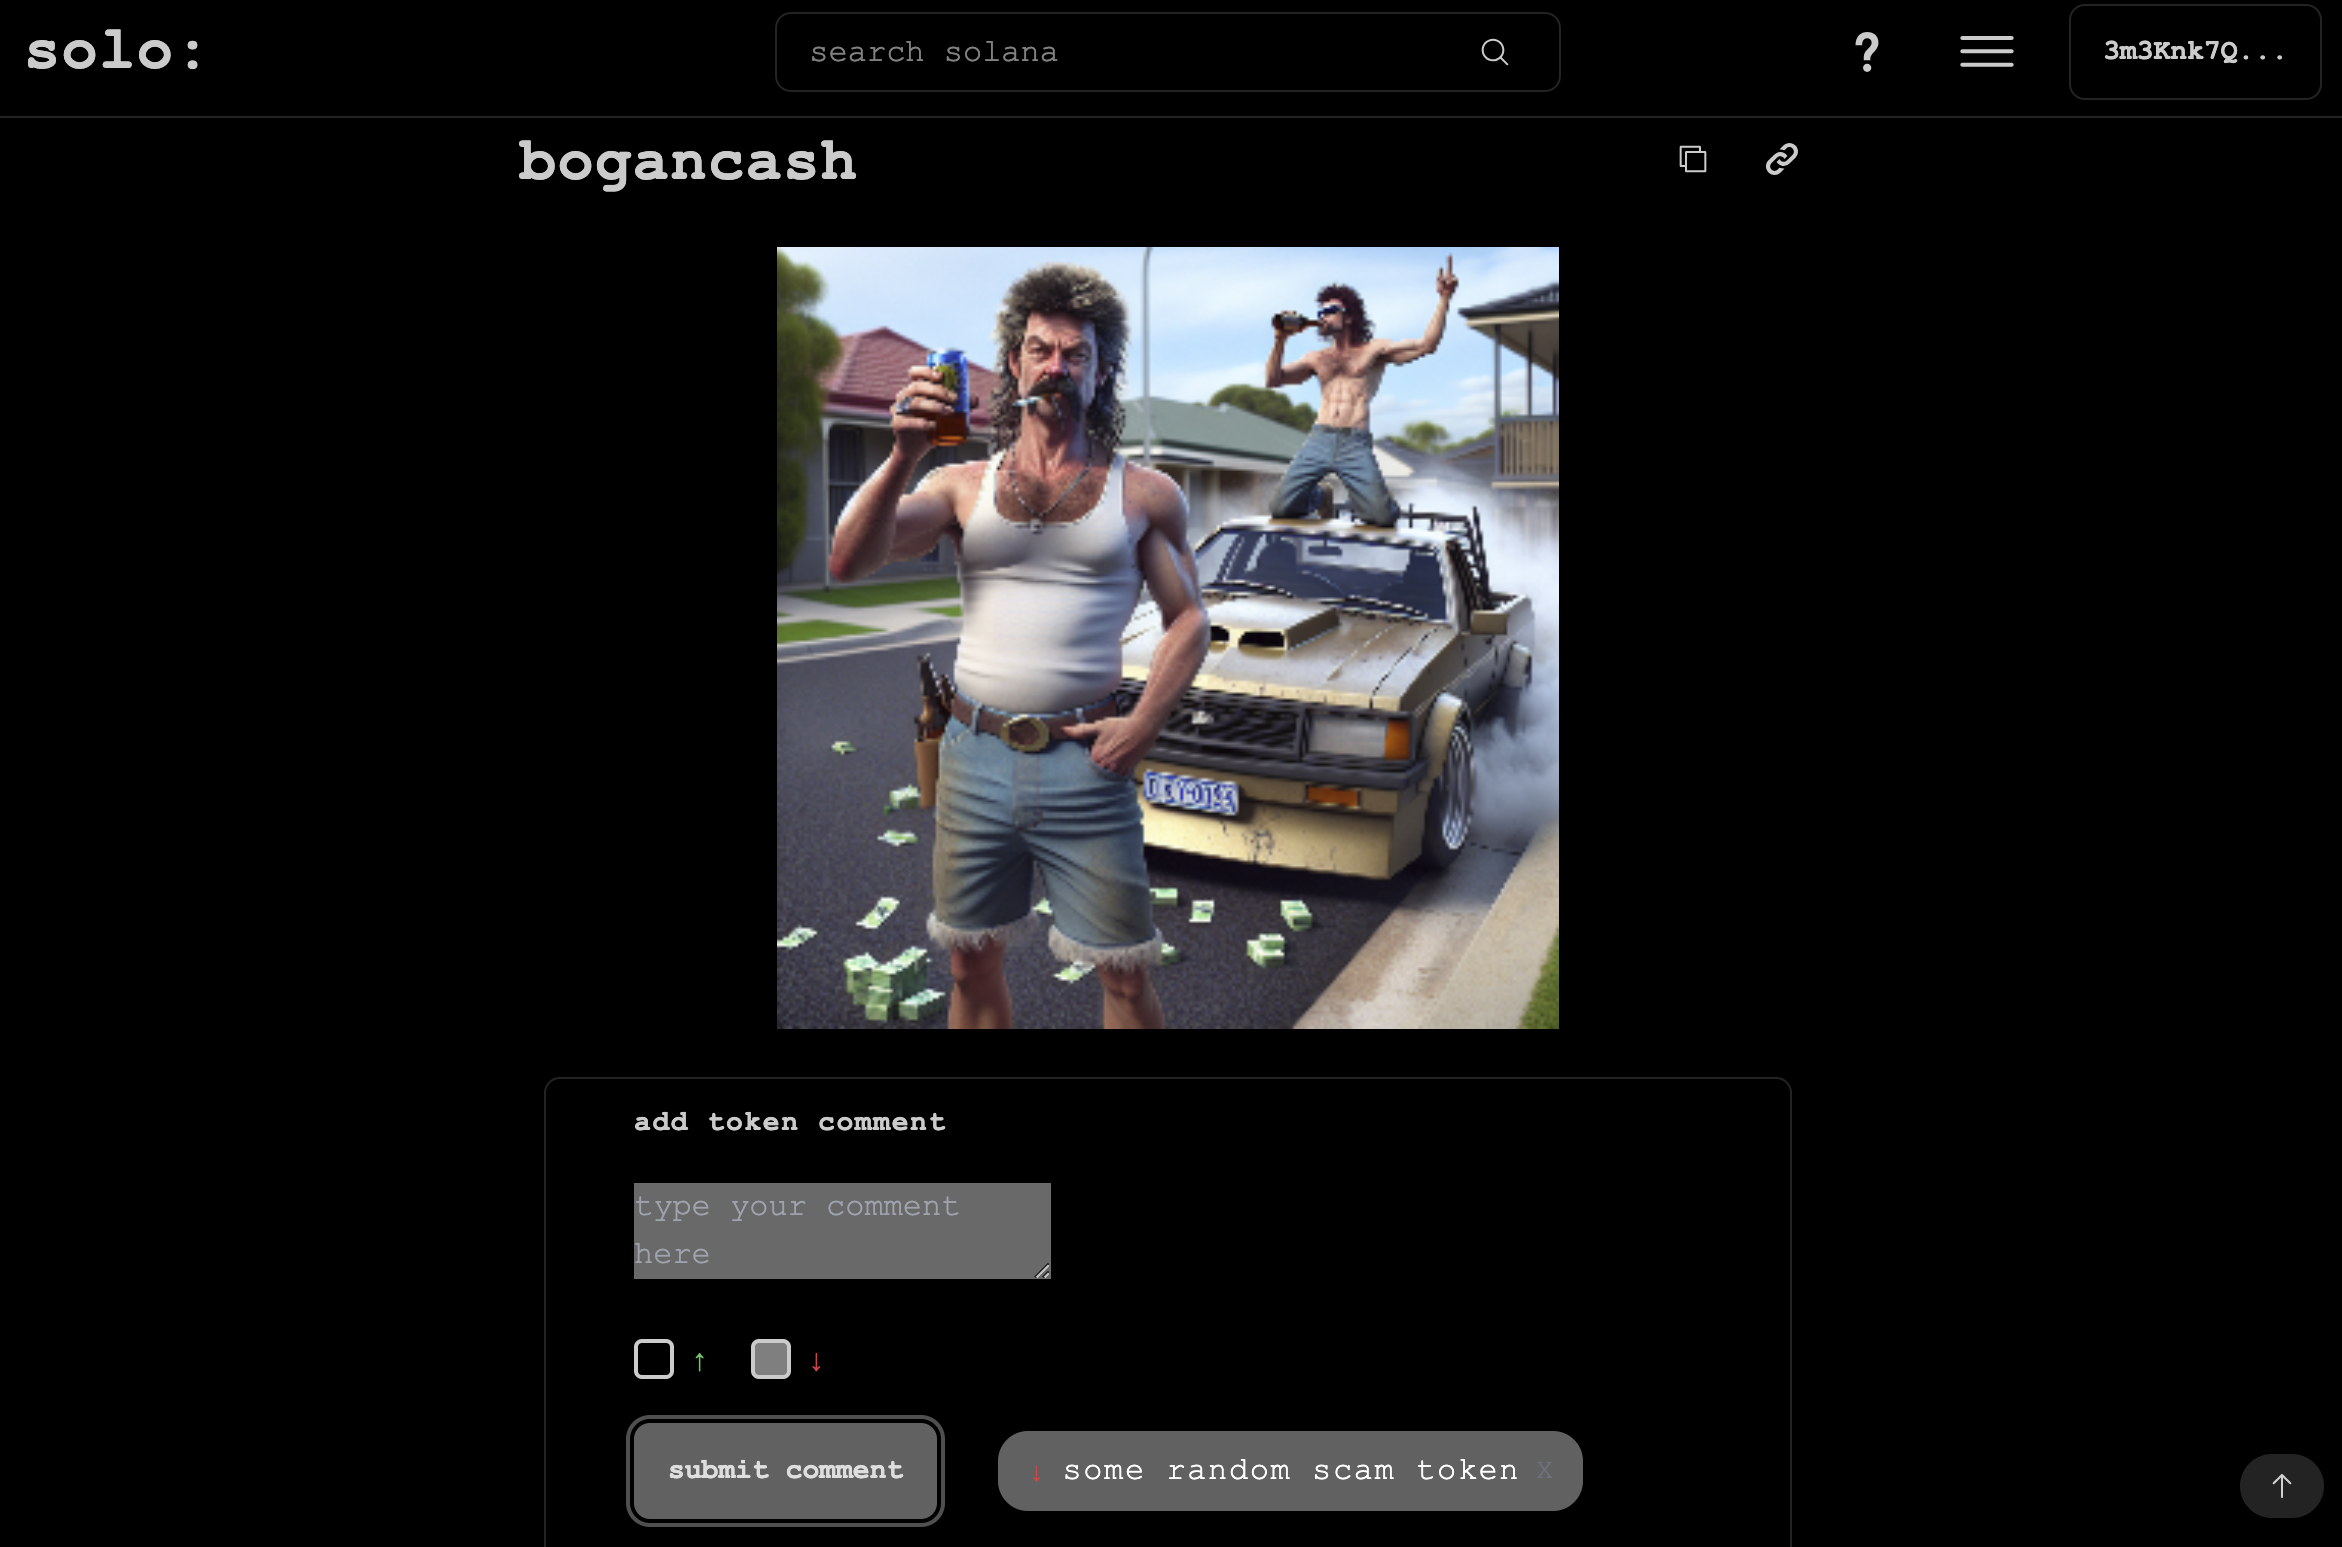 solo:
search solana
?
3m3Knk7Q...
bogancash
add token comment
type your comment
here
↑ ↓
submit comment
↓ some random scam token X
↑